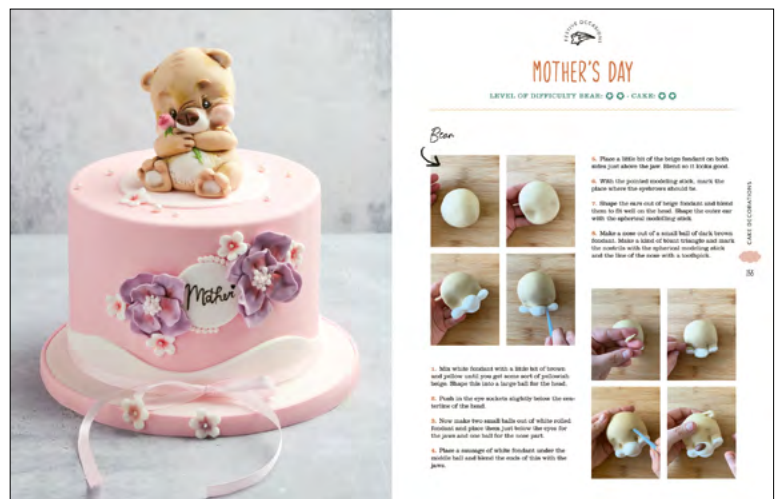 FESTIVE OCCASIONS
MOTHER'S DAY
LEVEL OF DIFFICULTY BEAR: - CAKE:
Bear
1. Mix white fondant with a little bit of brown
and yellow until you get some sort of yellowish
beige. Shape this into a large ball for the head.
2. Push in the eye sockets slightly below the cen-
terline of the head.
3. Now make two small balls out of white rolled
fondant and place them just below the eyes for
the jaws and one ball for the nose part.
4. Place a sausage of white fondant under the
middle ball and blend the ends of this with the
jaws.
5. Place a little bit of the beige fondant on both
sides just above the jaw. Blend so it looks good.
6. With the pointed modeling stick, mark the
place where the eyebrows should be.
7. Shape the ears out of beige fondant and blend
them to fit well on the head. Shape the outer ear
with the spherical modelling stick.
8. Make a nose out of a small ball of dark brown
fondant. Make a kind of blunt triangle and mark
the nostrils with the spherical modeling stick
and the line of the nose with a toothpick.
CAKE DECORATIONS
Mother